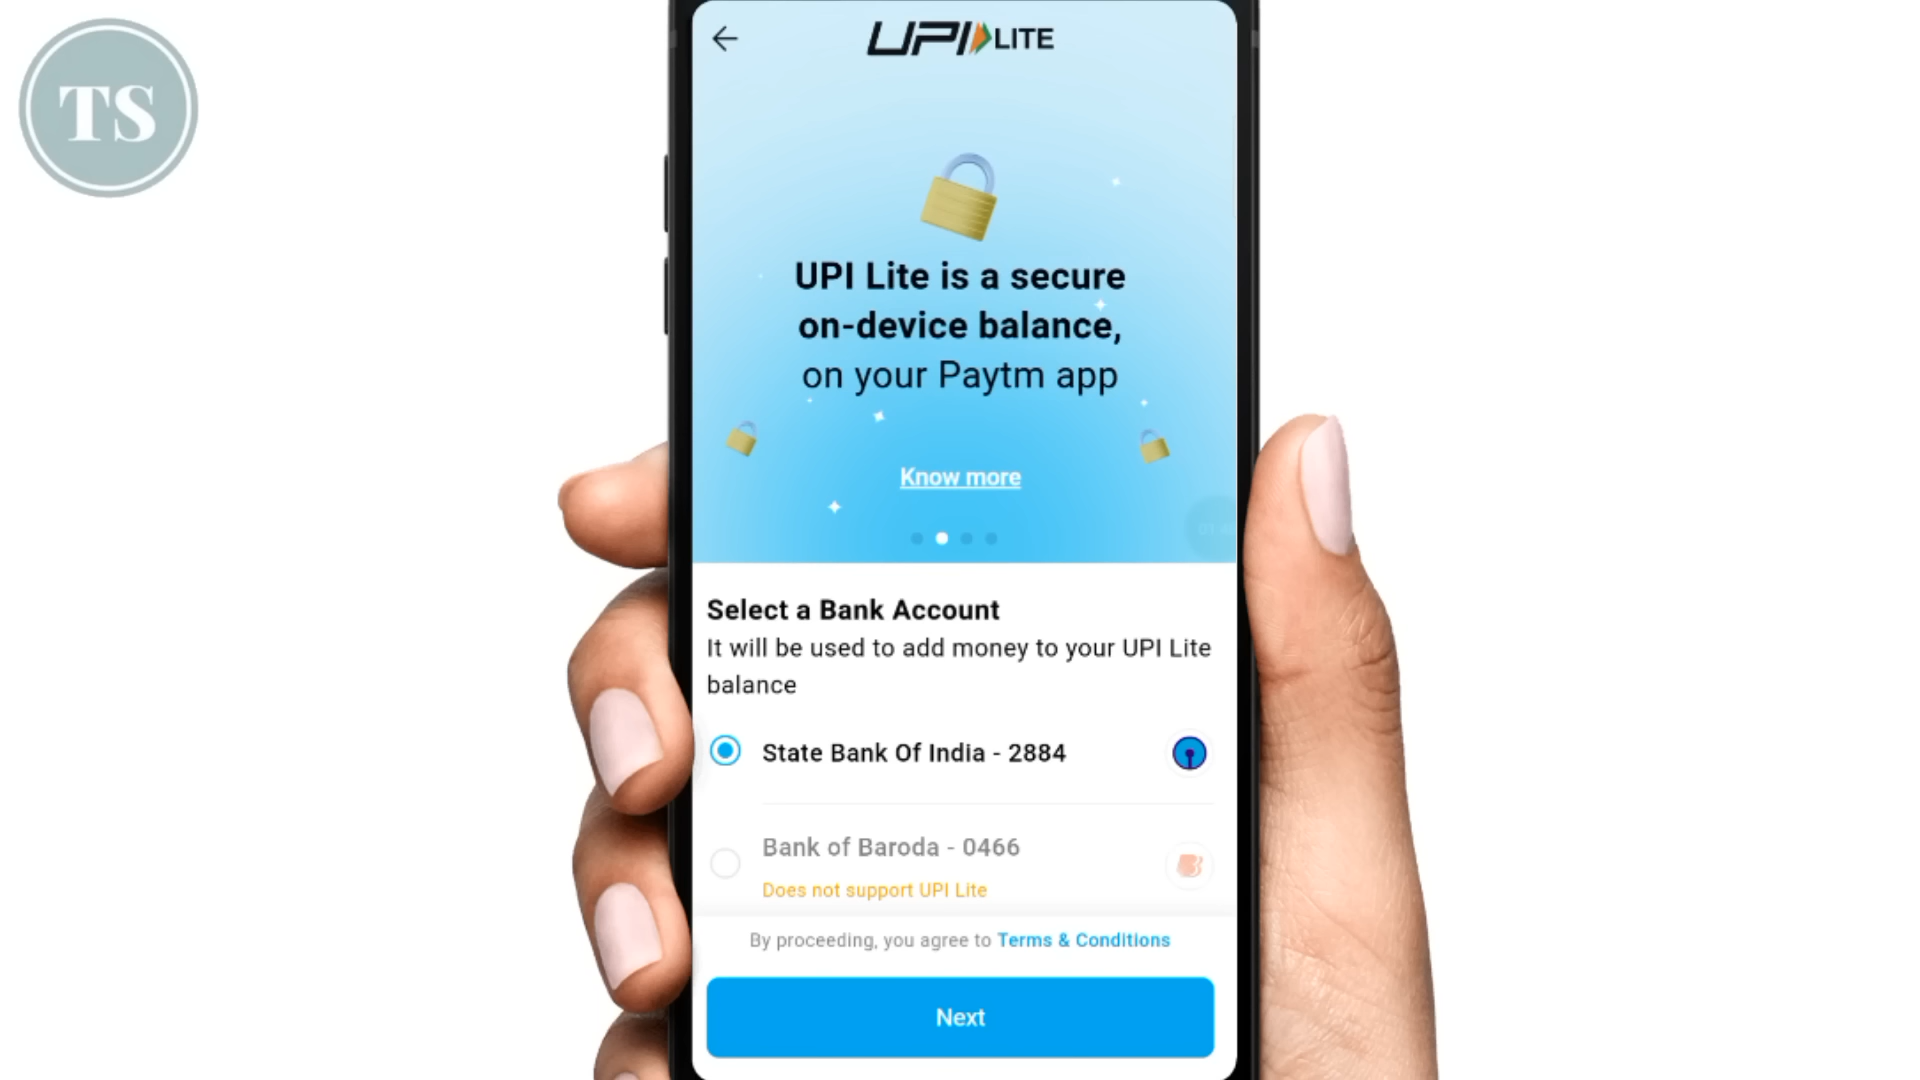 TS
UPI LITE
UPI Lite is a secure
on-device balance,
on your Paytm app
Know more
Select a Bank Account
It will be used to add money to your UPI Lite
balance
State Bank Of India - 2884
Bank of Baroda - 0466
Does not support UPI Lite
By proceeding, you agree to Terms & Conditions
Next